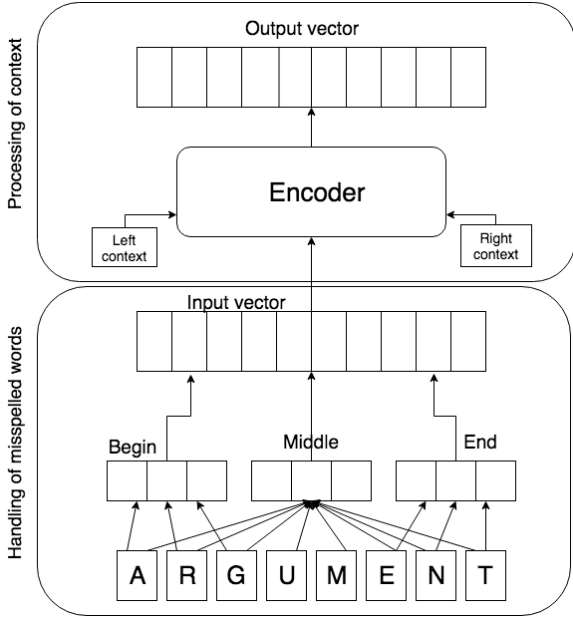 Processing of context
Output vector
Encoder
Left
context
Right
context
Handling of misspelled words
Input vector
Begin
Middle
End
A R G U M E N T